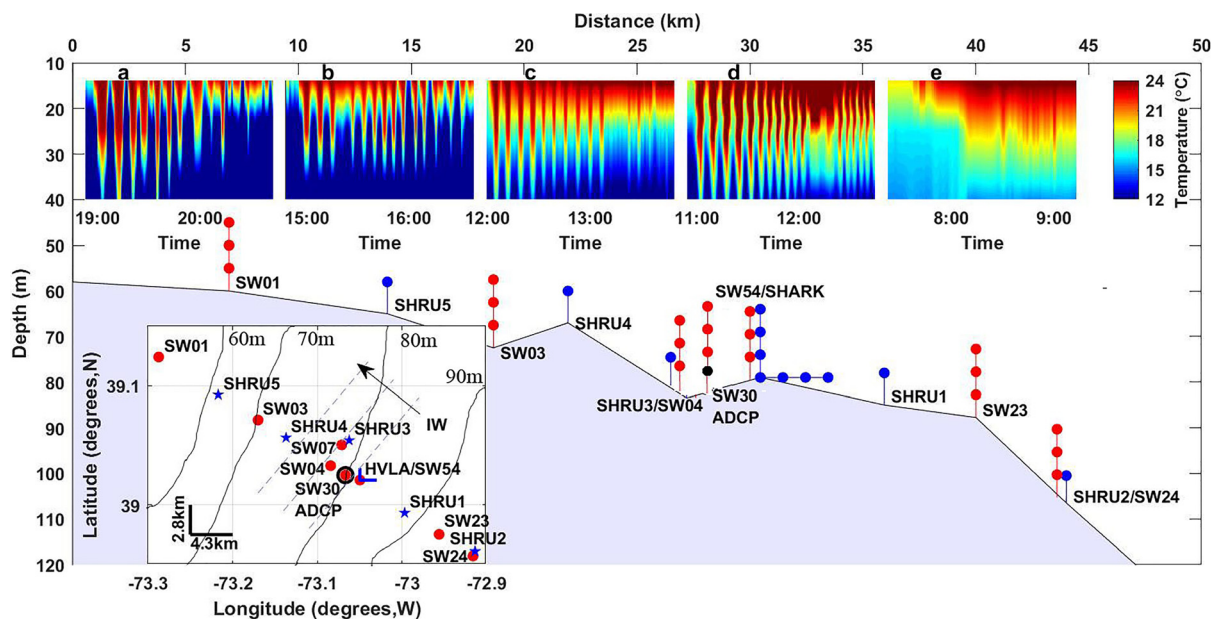 Distance (km)
0 5 10 15 20 25 30 35 40 45 50
10
20
30
40
50
60
70
80
90
100
110
120
Depth (m)
a b c d e
24
21
18
15
12
Temperature (°C)
19:00 20:00 15:00 16:00 12:00 13:00 11:00 12:00 8:00 9:00
Time Time Time Time Time
SW01
SHRU5
SW03
SHRU4
SHRU3/SW04
SW54/SHARK
SW30
ADCP
SHRU1
SW23
SHRU2/SW24
60m 70m 80m
90m
SW01
SHRU5
SW03
SHRU4
SHRU3
IW
SW07
SW04
HVLA/SW54
SW30
ADCP
SHRU1
SW23
SHRU2
SW24
2.8km
4.3km
39.1
39
Latitude (degrees,N)
-73.3 -73.2 -73.1 -73 -72.9
Longitude (degrees,W)